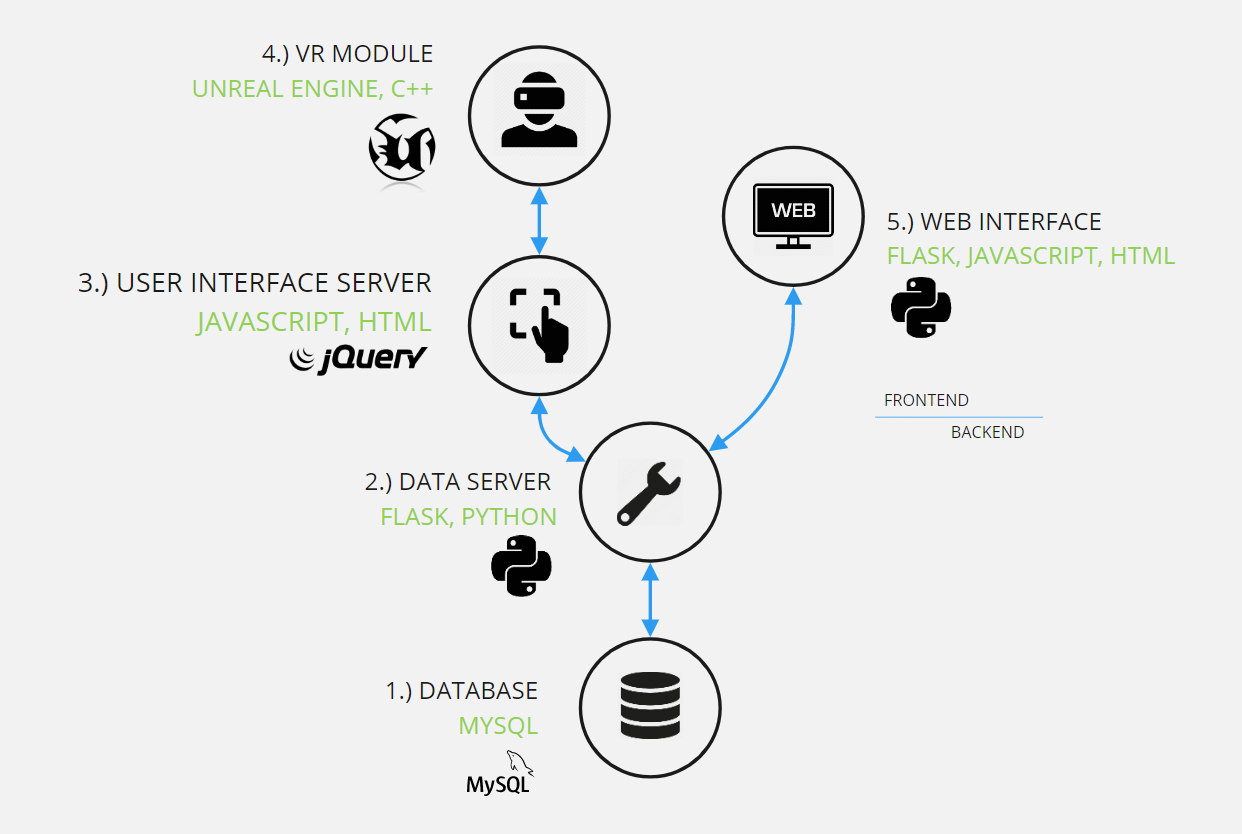 4.) VR MODULE
UNREAL ENGINE, C++
u
WEB
5.) WEB INTERFACE
FLASK, JAVASCRIPT, HTML
3.) USER INTERFACE SERVER
JAVASCRIPT, HTML
jQuery
FRONTEND
BACKEND
2.) DATA SERVER
FLASK, PYTHON
1.) DATABASE
MYSQL
MySQL